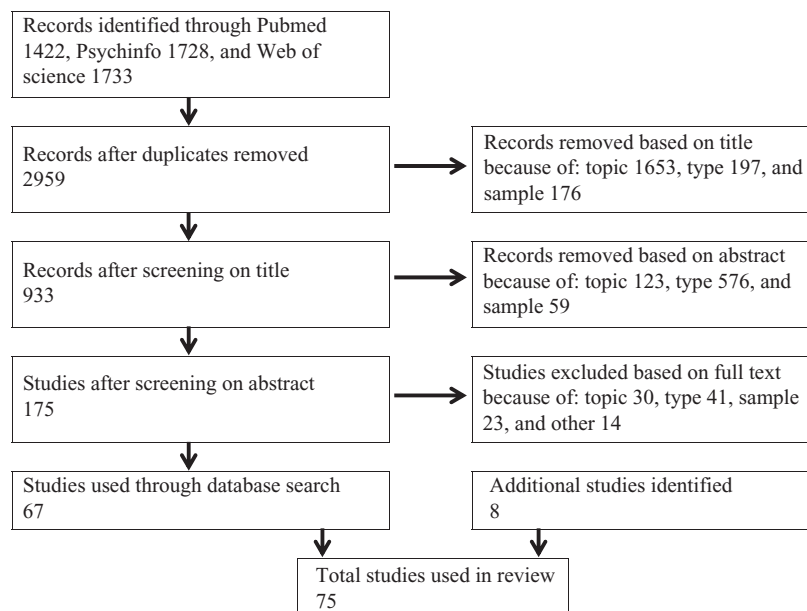 Records identified through Pubmed
1422, Psychinfo 1728, and Web of
science 1733
Records after duplicates removed
2959
Records removed based on title
because of: topic 1653, type 197, and
sample 176
Records after screening on title
933
Records removed based on abstract
because of: topic 123, type 576, and
sample 59
Studies after screening on abstract
175
Studies excluded based on full text
because of: topic 30, type 41, sample
23, and other 14
Studies used through database search
67
Additional studies identified
8
Total studies used in review
75